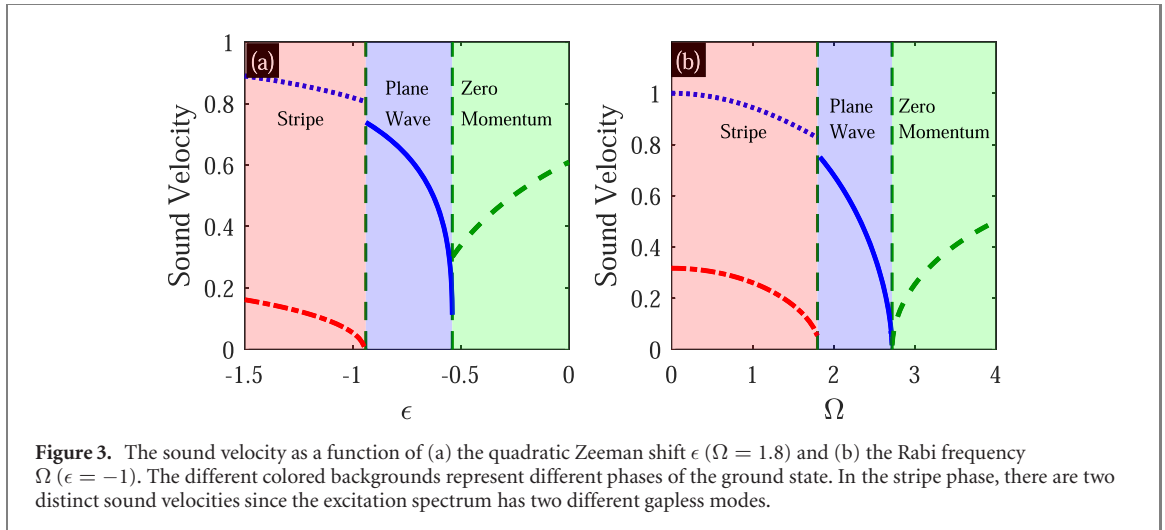 (a)
Sound Velocity
1
0.8
0.6
0.4
0.2
0
Stripe
Plane
Wave
Zero
Momentum
-1.5
-1
-0.5
0
ϵ
(b)
Sound Velocity
1
0.8
0.6
0.4
0.2
0
Stripe
Plane
Wave
Zero
Momentum
0
1
2
3
4
Ω
Figure 3. The sound velocity as a function of (a) the quadratic Zeeman shift ϵ (Ω = 1.8) and (b) the Rabi frequency
Ω (ϵ = −1). The different colored backgrounds represent different phases of the ground state. In the stripe phase, there are two
distinct sound velocities since the excitation spectrum has two different gapless modes.